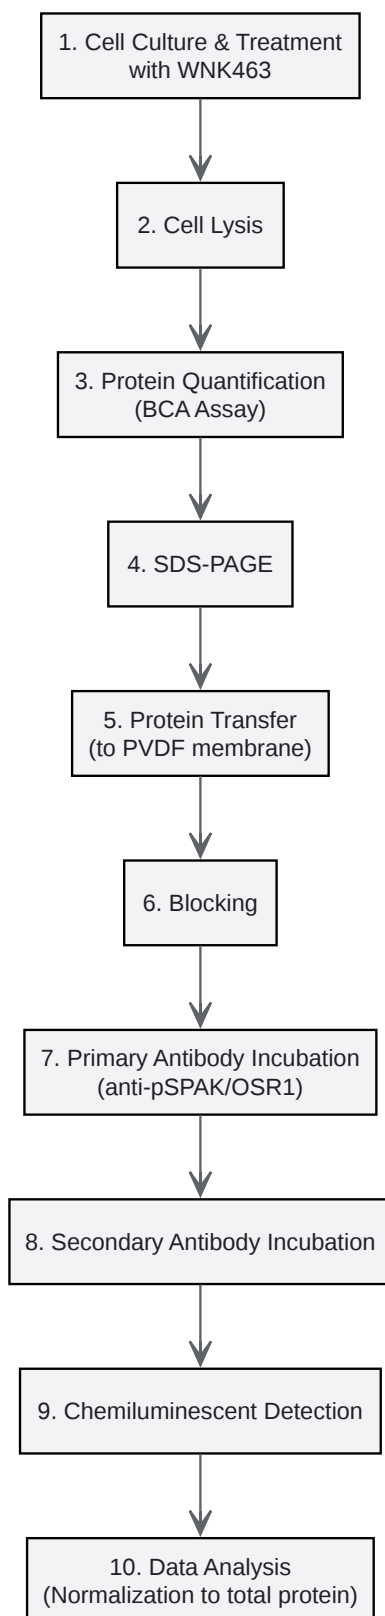 1. Cell Culture & Treatment
with WNK463
2. Cell Lysis
3. Protein Quantification
(BCA Assay)
4. SDS-PAGE
5. Protein Transfer
(to PVDF membrane)
6. Blocking
7. Primary Antibody Incubation
(anti-pSPAK/OSR1)
8. Secondary Antibody Incubation
9. Chemiluminescent Detection
10. Data Analysis
(Normalization to total protein)